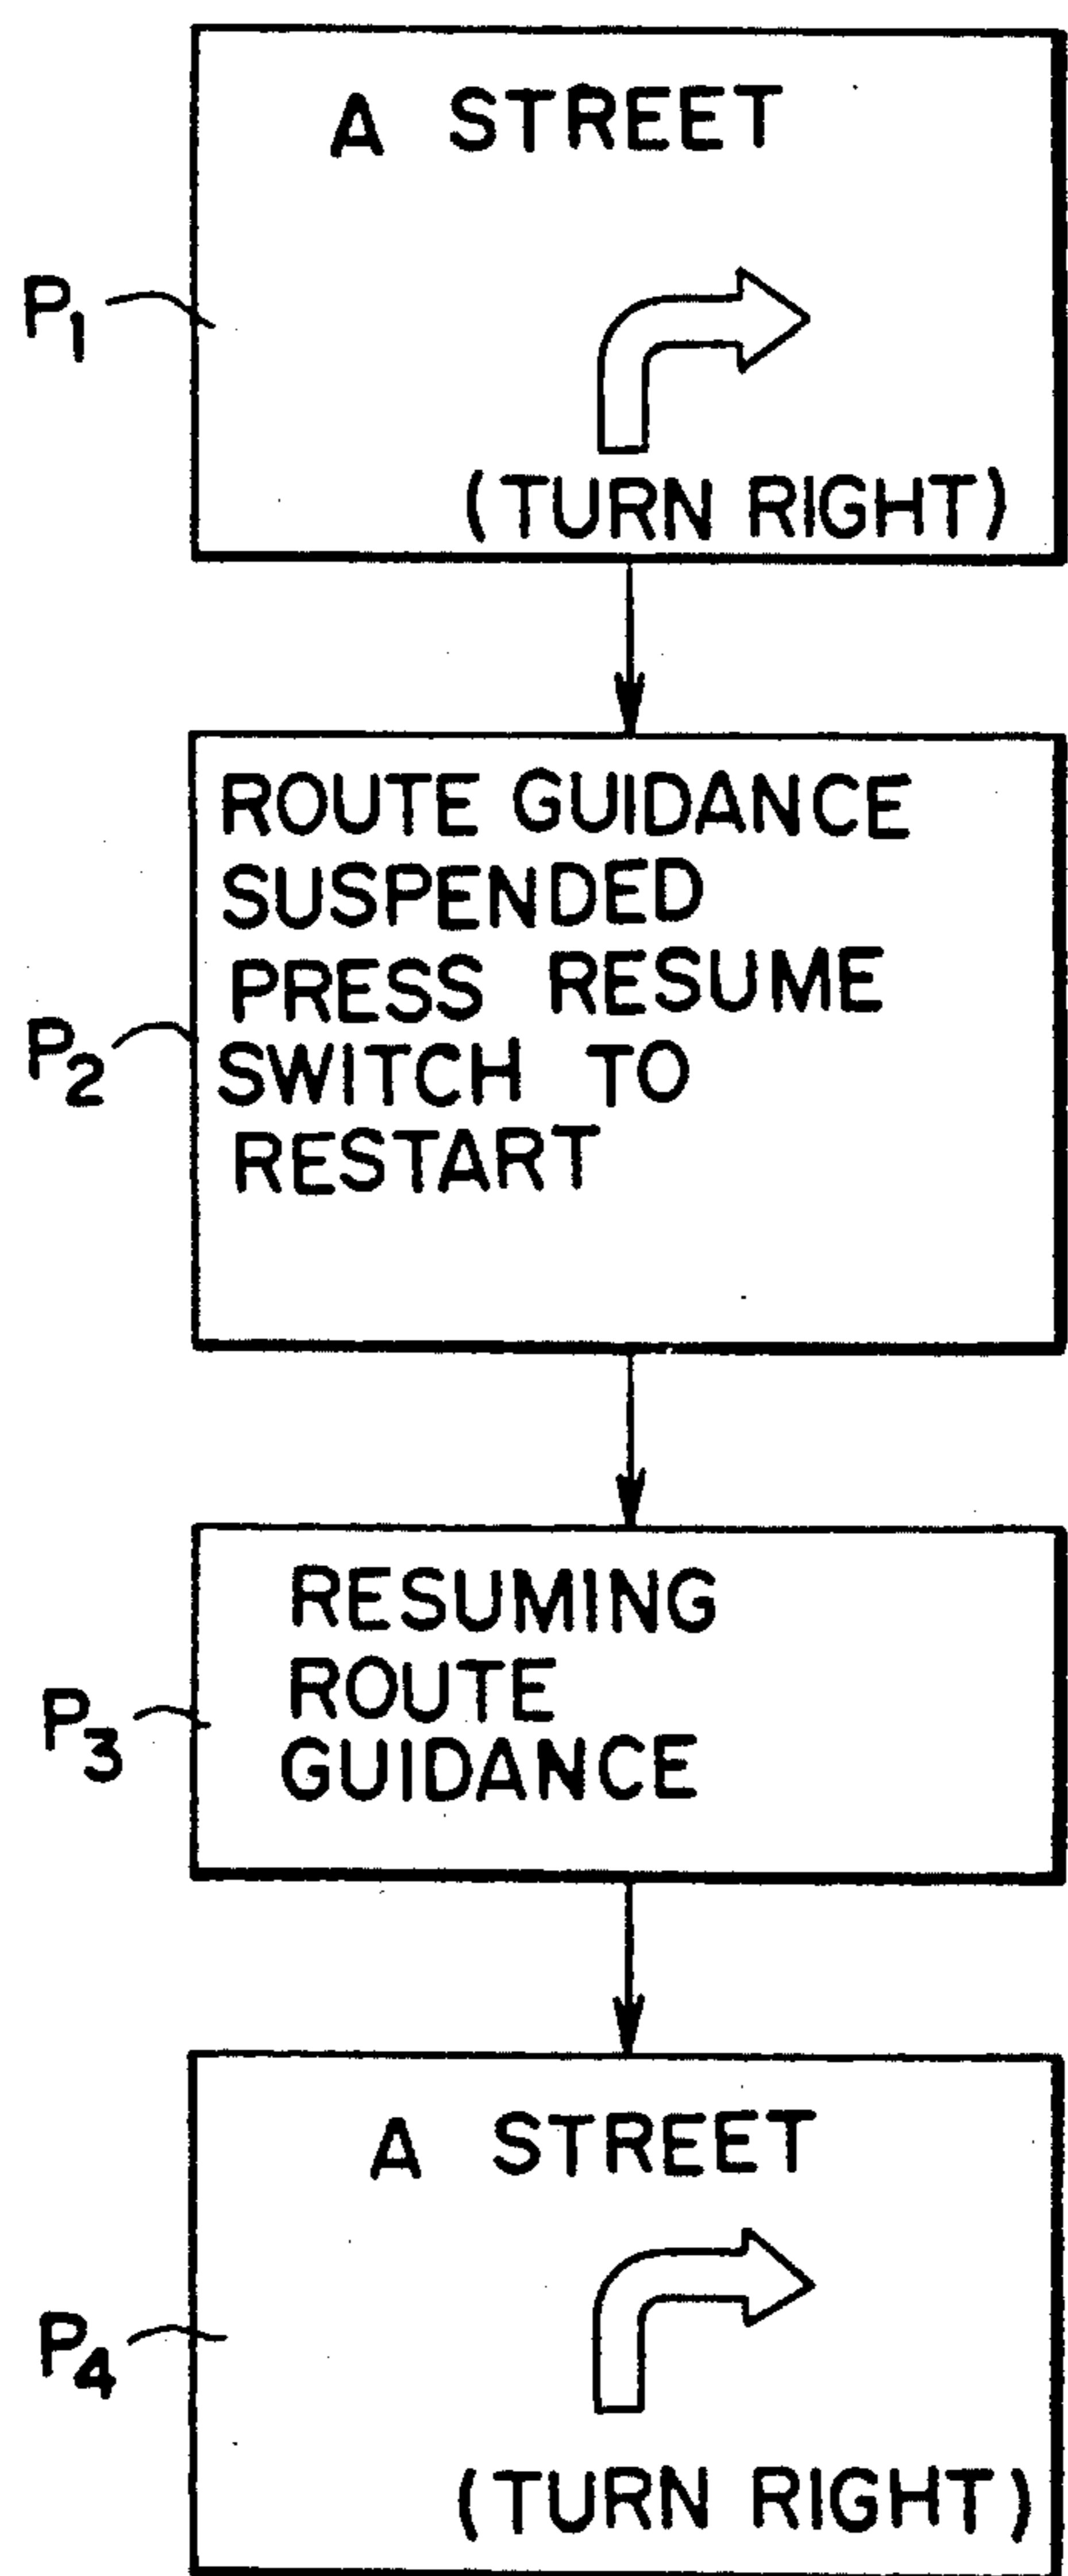 A STREET
P1
(TURN RIGHT)
ROUTE GUIDANCE
SUSPENDED
PRESS RESUME
P2
SWITCH TO
RESTART
RESUMING
ROUTE
P3
GUIDANCE
A STREET
P4
(TURN RIGHT)